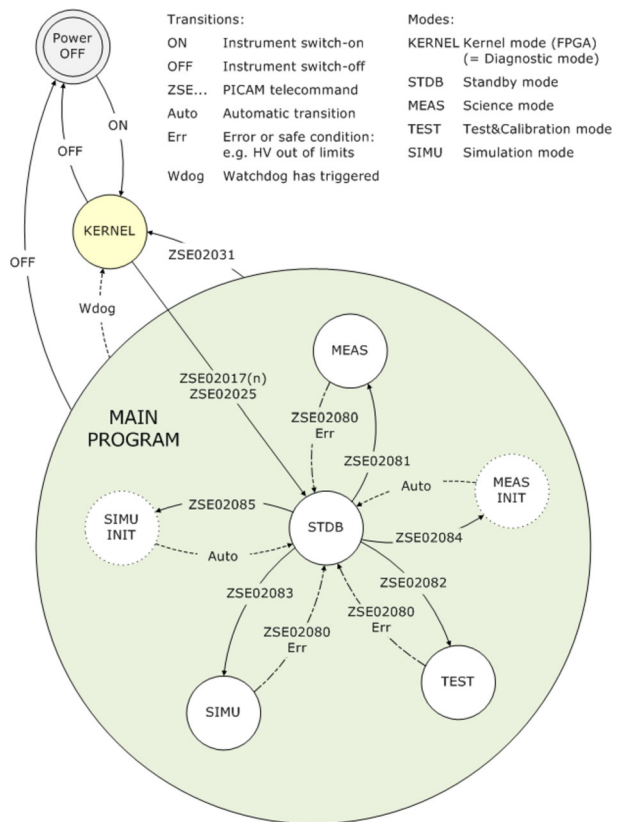 Power
OFF
Transitions:
ON Instrument switch-on
OFF Instrument switch-off
ZSE... PICAM telecommand
Auto Automatic transition
Err Error or safe condition:
e.g. HV out of limits
Wdog Watchdog has triggered
Modes:
KERNEL Kernel mode (FPGA)
(= Diagnostic mode)
STDB Standby mode
MEAS Science mode
TEST Test&Calibration mode
SIMU Simulation mode
ON
OFF
KERNEL
OFF
ZSE02031
Wdog
MEAS
ZSE02017(n)
ZSE02025
MAIN
PROGRAM
ZSE02080
Err
ZSE02081
Auto
MEAS
INIT
SIMU
INIT
ZSE02085
STDB
ZSE02084
Auto
ZSE02083
ZSE02082
ZSE02080
Err
ZSE02080
Err
SIMU
TEST